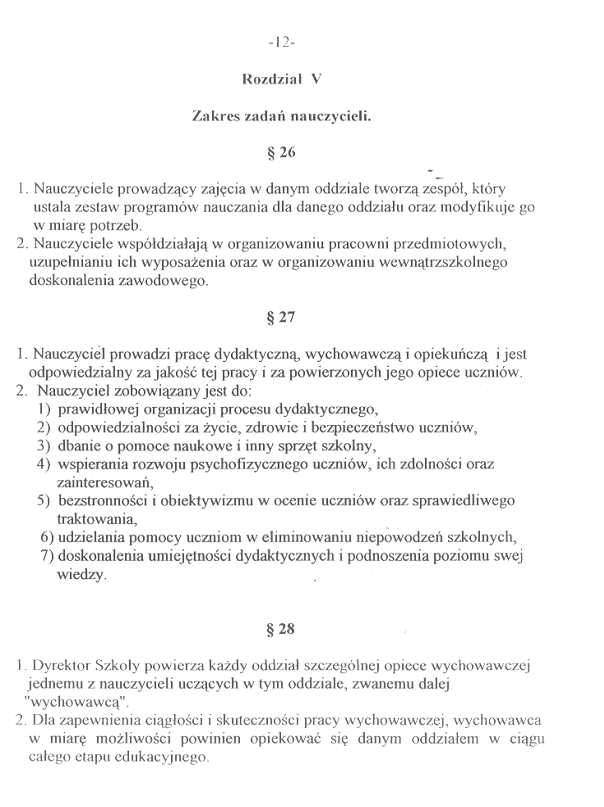 -12-
Rozdział V
Zakres zadań nauczycieli.
§ 26
1. Nauczyciele prowadzący zajęcia w danym oddziale tworzą zespół, który
ustala zestaw programów nauczania dla danego oddziału oraz modyfikuje go
w miarę potrzeb.
2. Nauczyciele współdziałają w organizowaniu pracowni przedmiotowych,
uzupełnianiu ich wyposażenia oraz w organizowaniu wewnątrzszkolnego
doskonalenia zawodowego.
§ 27
1. Nauczyciel prowadzi pracę dydaktyczną, wychowawczą i opiekuńczą i jest
odpowiedzialny za jakość tej pracy i za powierzonych jego opiece uczniów.
2. Nauczyciel zobowiązany jest do:
1) prawidłowej organizacji procesu dydaktycznego,
2) odpowiedzialności za życie, zdrowie i bezpieczeństwo uczniów,
3) dbanie o pomoce naukowe i inny sprzęt szkolny,
4) wspierania rozwoju psychofizycznego uczniów, ich zdolności oraz
zainteresowań,
5) bezstronności i obiektywizmu w ocenie uczniów oraz sprawiedliwego
traktowania,
6) udzielania pomocy uczniom w eliminowaniu niepowodzeń szkolnych,
7) doskonalenia umiejętności dydaktycznych i podnoszenia poziomu swej
wiedzy.
§ 28
1. Dyrektor Szkoły powierza każdy oddział szczególnej opiece wychowawczej
jednemu z nauczycieli uczących w tym oddziale, zwanemu dalej
"wychowawcą".
2. Dla zapewnienia ciągłości i skuteczności pracy wychowawczej, wychowawca
w miarę możliwości powinien opiekować się danym oddziałem w ciągu
całego etapu edukacyjnego.